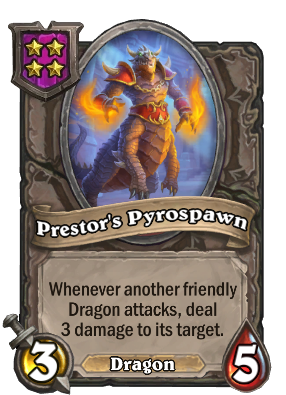 Prestor's Pyrospawn
Whenever another friendly
Dragon attacks, deal
3 damage to its target.
3
Dragon
5